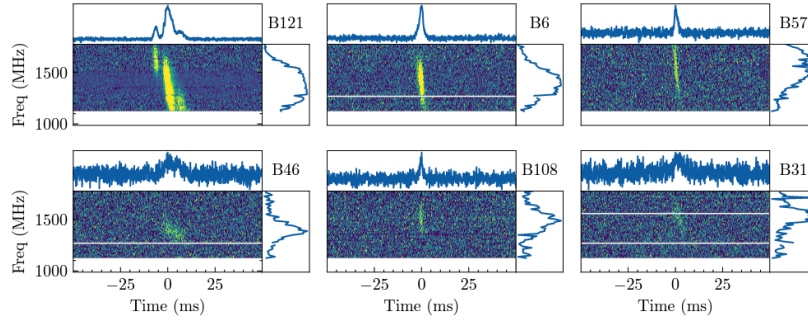 B121
B6
B57
Freq (MHz)
1500
1000
B46
B108
B31
Freq (MHz)
1500
1000
−25 0 25
−25 0 25
−25 0 25
Time (ms)
Time (ms)
Time (ms)